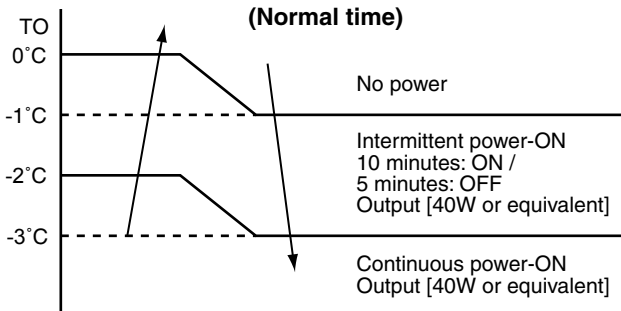 (Normal time)
TO
0˚C
No power
-1˚C
Intermittent power-ON
10 minutes: ON /
5 minutes: OFF
Output [40W or equivalent]
-2˚C
-3˚C
Continuous power-ON
Output [40W or equivalent]